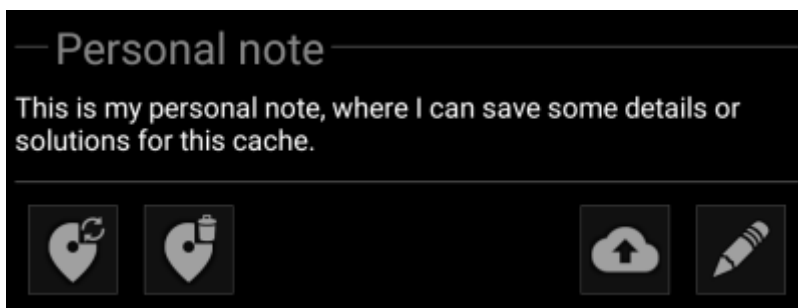 Personal note
This is my personal note, where I can save some details or
solutions for this cache.